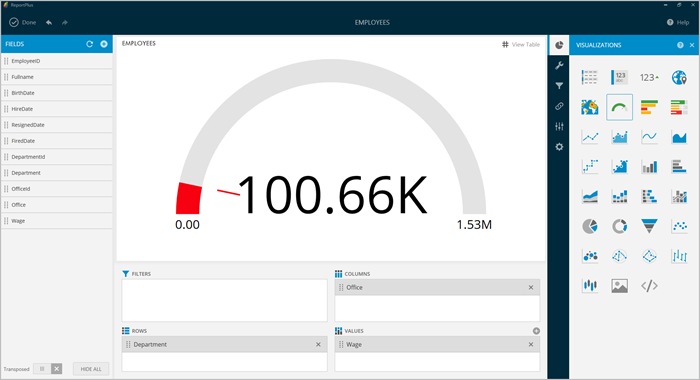 ReportPlus
Done
EMPLOYEES
Help
FIELDS
EmployeeID
Fullname
BirthDate
HireDate
ResignedDate
FiredDate
DepartmentId
Department
OfficeId
Office
Wage
Transposed
HIDE ALL
EMPLOYEES
View Table
100.66K
0.00
1.53M
FILTERS
COLUMNS
Office
ROWS
Department
VALUES
Wage
VISUALIZATIONS
123
123